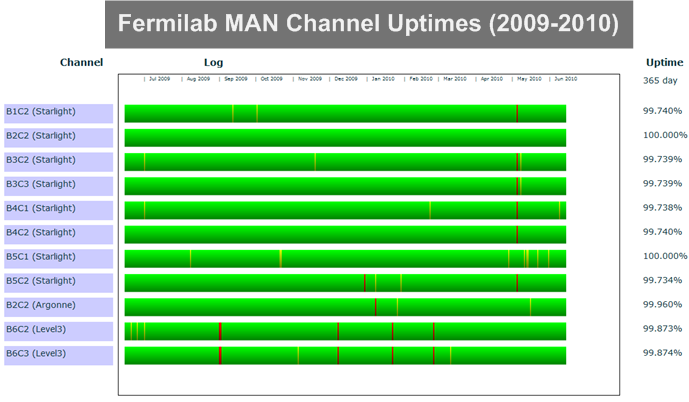 Fermilab MAN Channel Uptimes (2009-2010)
Channel Log Uptime
| Jul 2009 | Aug 2009 | Sep 2009 | Oct 2009 | Nov 2009 | Dec 2009 | Jan 2010 | Feb 2010 | Mar 2010 | Apr 2010 | May 2010 | Jun 2010 365 day
B1C2 (Starlight) 99.740%
B2C2 (Starlight) 100.000%
B3C2 (Starlight) 99.739%
B3C3 (Starlight) 99.739%
B4C1 (Starlight) 99.738%
B4C2 (Starlight) 99.740%
B5C1 (Starlight) 100.000%
B5C2 (Starlight) 99.734%
B2C2 (Argonne) 99.960%
B6C2 (Level3) 99.873%
B6C3 (Level3) 99.874%